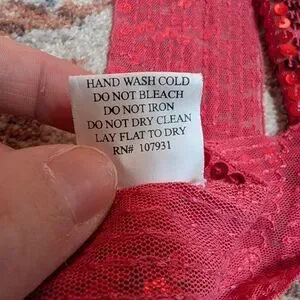 HAND WASH COLD
DO NOT BLEACH
DO NOT IRON
DO NOT DRY CLEAN
LAY FLAT TO DRY
RN# 107931